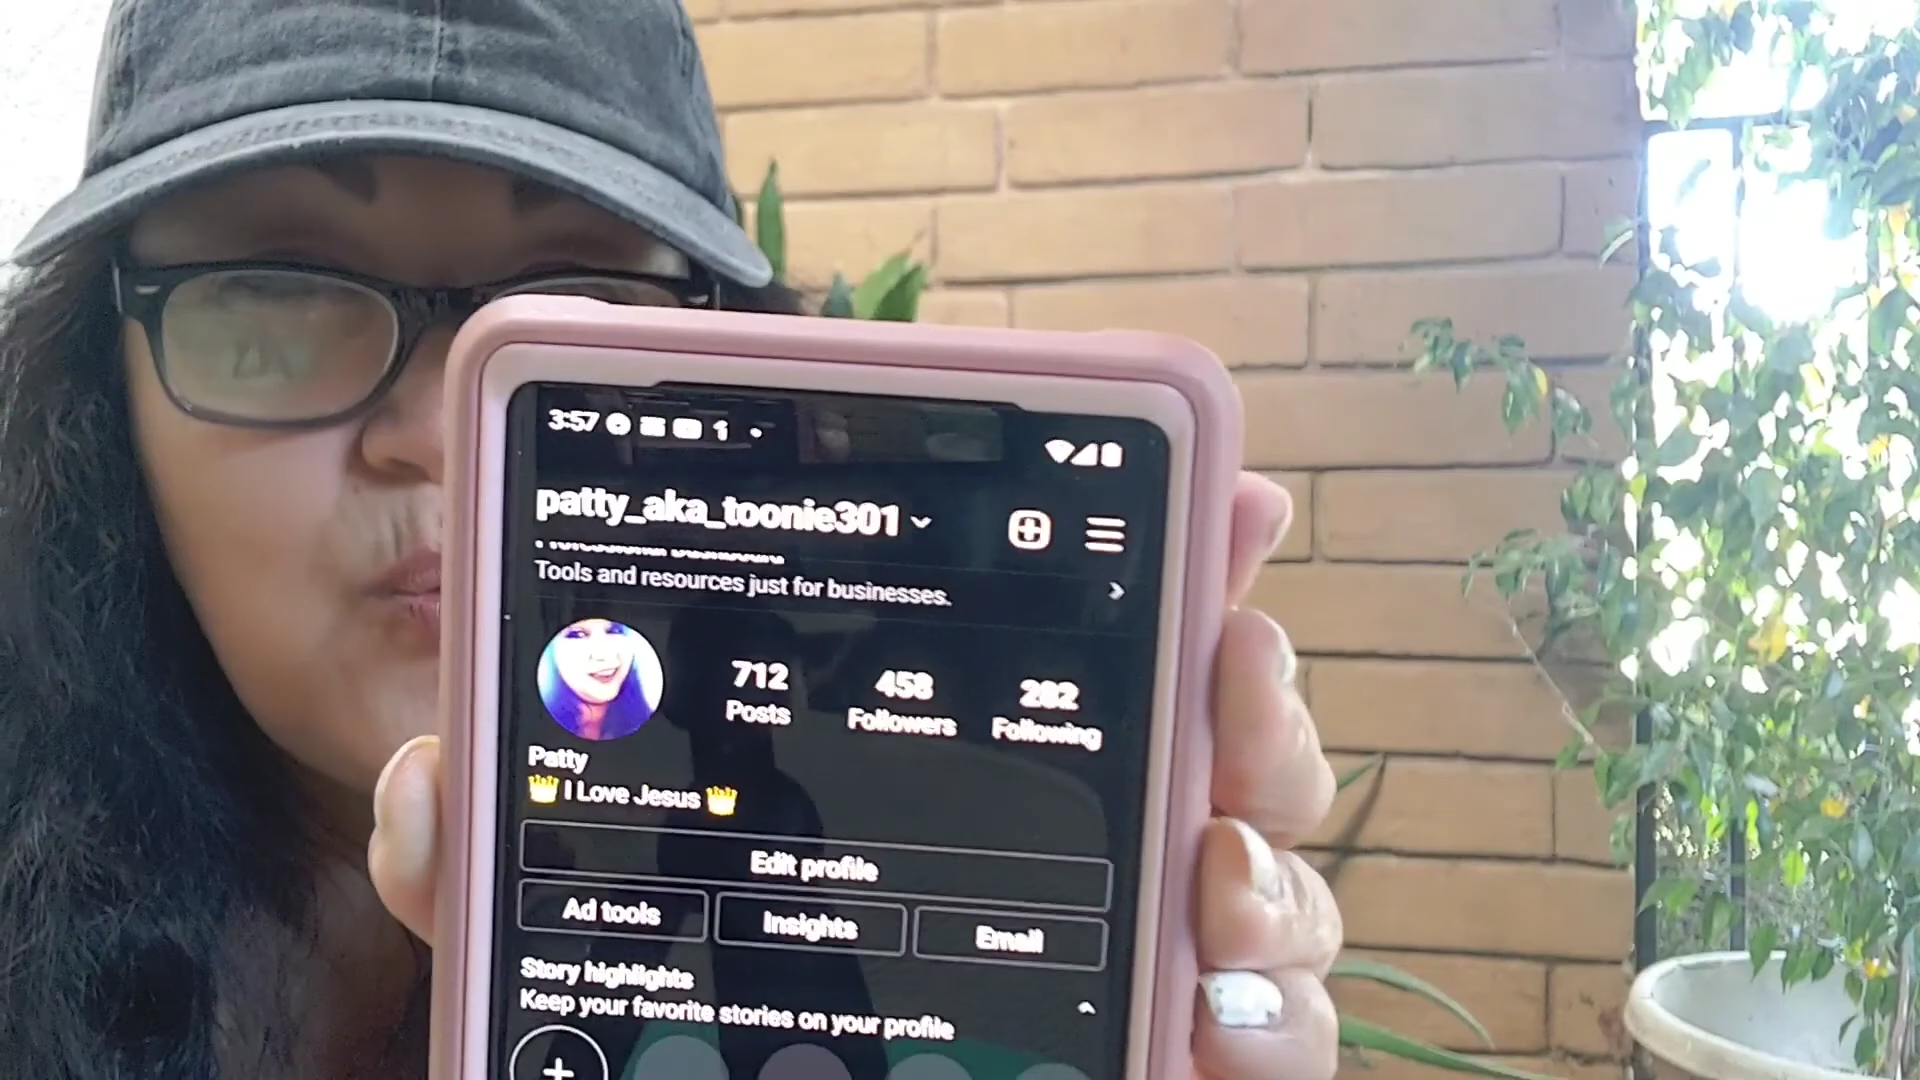 3:57
patty_aka_toonie301
Tools and resources just for businesses.
712
Posts
458
Followers
282
Following
Patty
👑 I Love Jesus 👑
Edit profile
Ad tools
Insights
Email
Story highlights
Keep your favorite stories on your profile